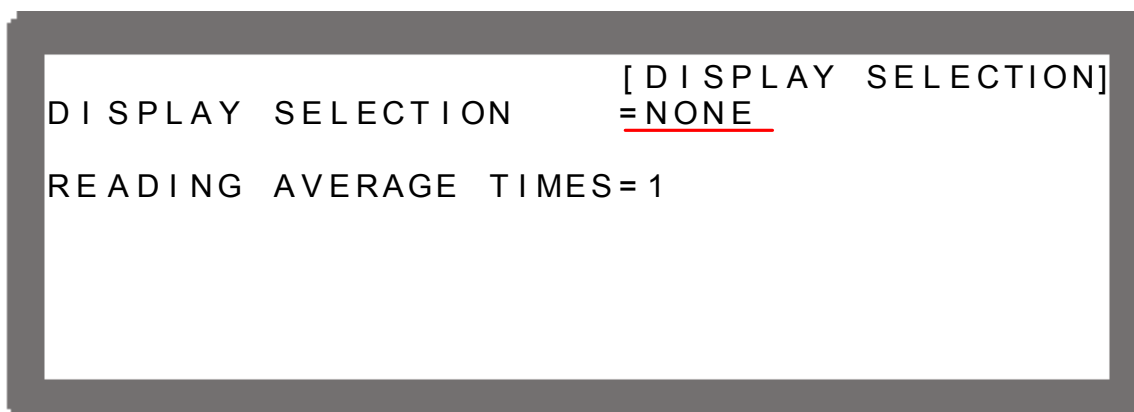 [DISPLAY SELECTION]
DISPLAY SELECTION =NONE
READING AVERAGE TIMES=1